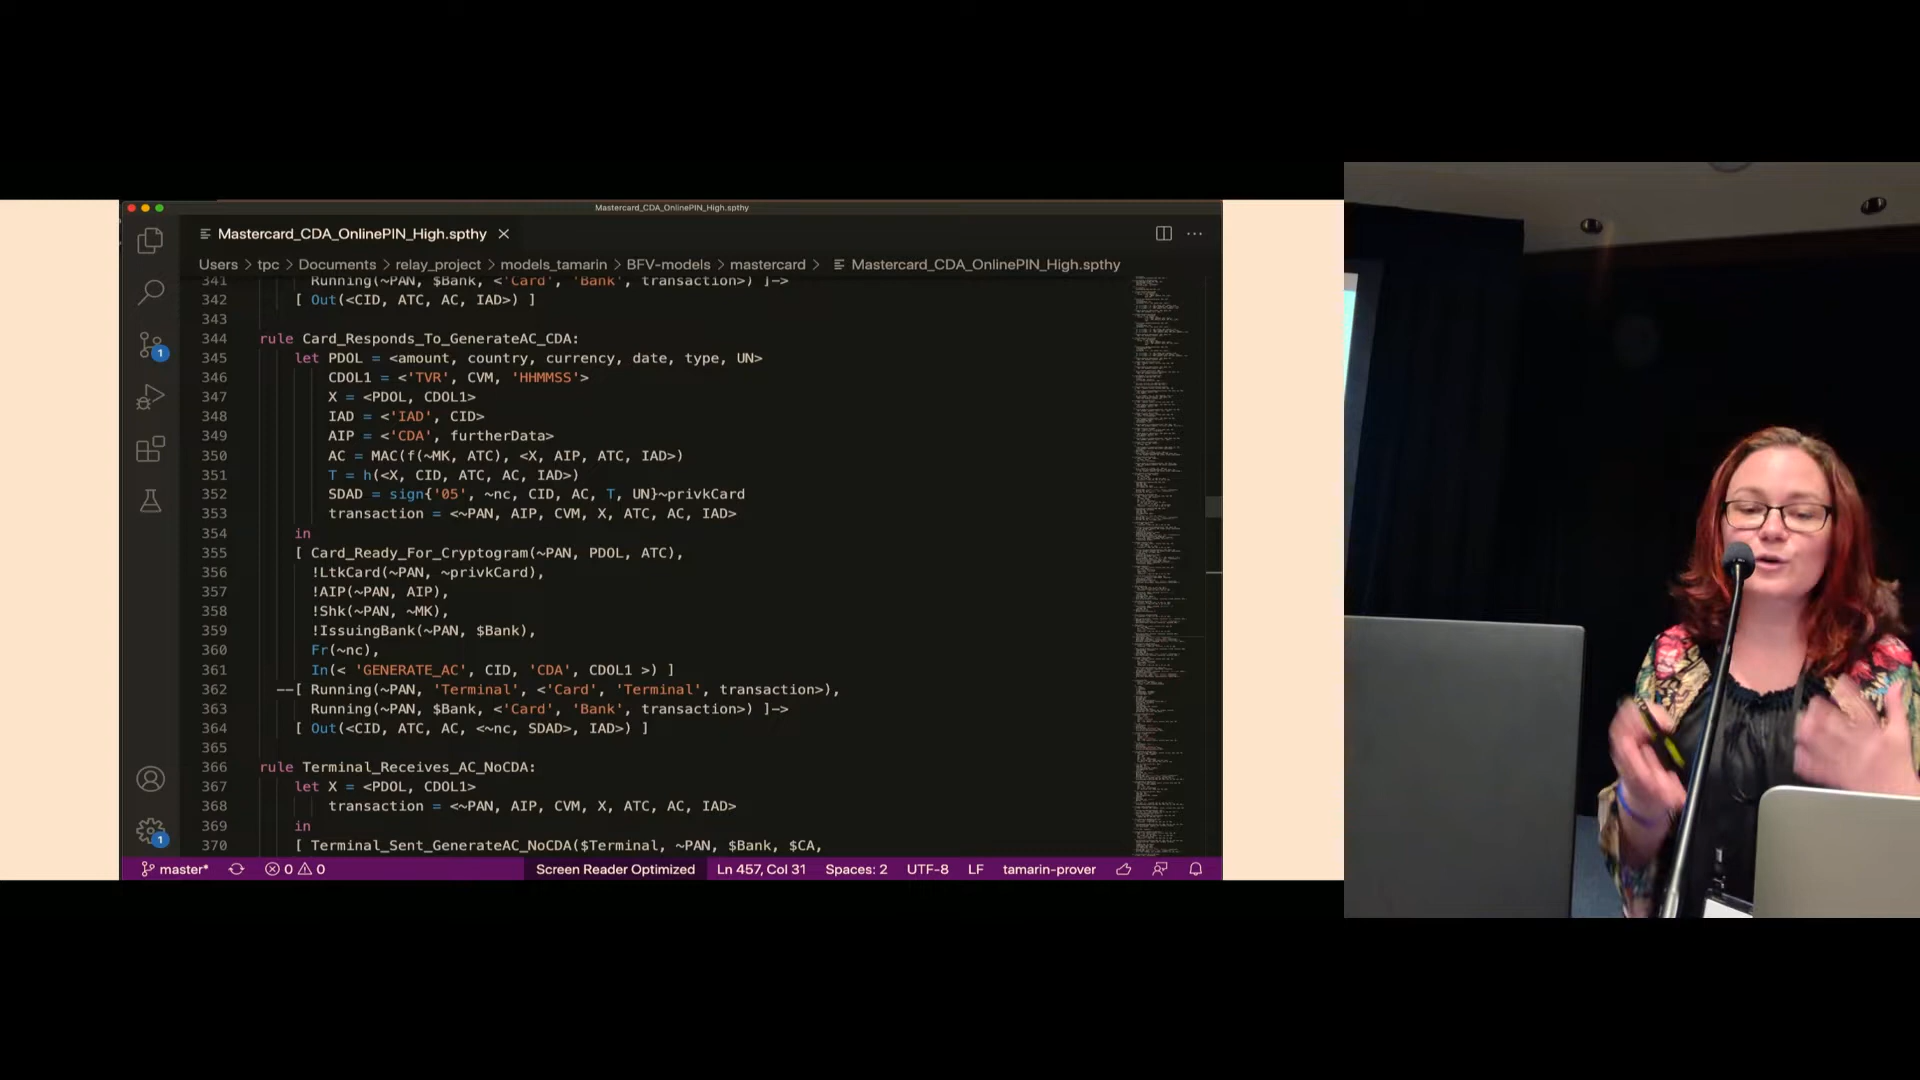 Mastercard_CDA_OnlinePIN_High.spthy
Mastercard_CDA_OnlinePIN_High.spthy
Users > tpc > Documents > relay_project > models_tamarin > BFV-models > mastercard > Mastercard_CDA_OnlinePIN_High.spthy
341 Running(~PAN, $Bank, <'Card', 'Bank', transaction>) ]->
342 [ Out(<CID, ATC, AC, IAD>) ]
343
344 rule Card_Responds_To_GenerateAC_CDA:
345 let PDOL = <amount, country, currency, date, type, UN>
346 CDOL1 = <'TVR', CVM, 'HHMMSS'>
347 X = <PDOL, CDOL1>
348 IAD = <'IAD', CID>
349 AIP = <'CDA', furtherData>
350 AC = MAC(f(~MK, ATC), <X, AIP, ATC, IAD>)
351 T = h(<X, CID, ATC, AC, IAD>)
352 SDAD = sign{'05', ~nc, CID, AC, T, UN}~privkCard
353 transaction = <~PAN, AIP, CVM, X, ATC, AC, IAD>
354 in
355 [ Card_Ready_For_Cryptogram(~PAN, PDOL, ATC),
356 !LtkCard(~PAN, ~privkCard),
357 !AIP(~PAN, AIP),
358 !Shk(~PAN, ~MK),
359 !IssuingBank(~PAN, $Bank),
360 Fr(~nc),
361 In(< 'GENERATE_AC', CID, 'CDA', CDOL1 >) ]
362 --[ Running(~PAN, 'Terminal', <'Card', 'Terminal', transaction>),
363 Running(~PAN, $Bank, <'Card', 'Bank', transaction>) ]->
364 [ Out(<CID, ATC, AC, <~nc, SDAD>, IAD>) ]
365
366 rule Terminal_Receives_AC_NoCDA:
367 let X = <PDOL, CDOL1>
368 transaction = <~PAN, AIP, CVM, X, ATC, AC, IAD>
369 in
370 [ Terminal_Sent_GenerateAC_NoCDA($Terminal, ~PAN, $Bank, $CA,
1
1
master* 0 0 Screen Reader Optimized Ln 457, Col 31 Spaces: 2 UTF-8 LF tamarin-prover